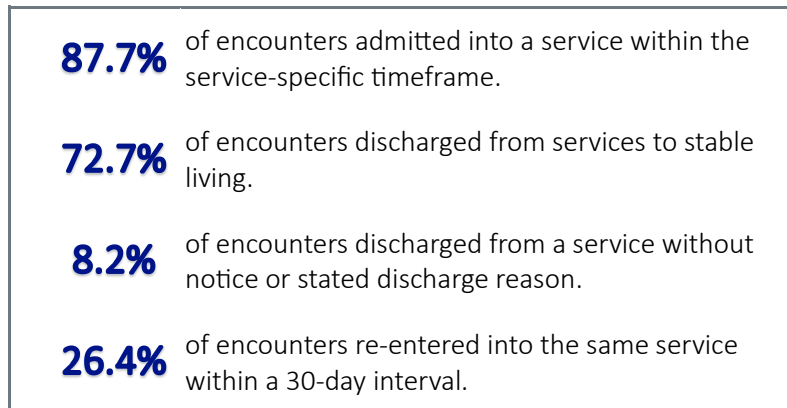 87.7% of encounters admitted into a service within the
service-specific timeframe.
72.7% of encounters discharged from services to stable
living.
8.2% of encounters discharged from a service without
notice or stated discharge reason.
26.4% of encounters re-entered into the same service
within a 30-day interval.